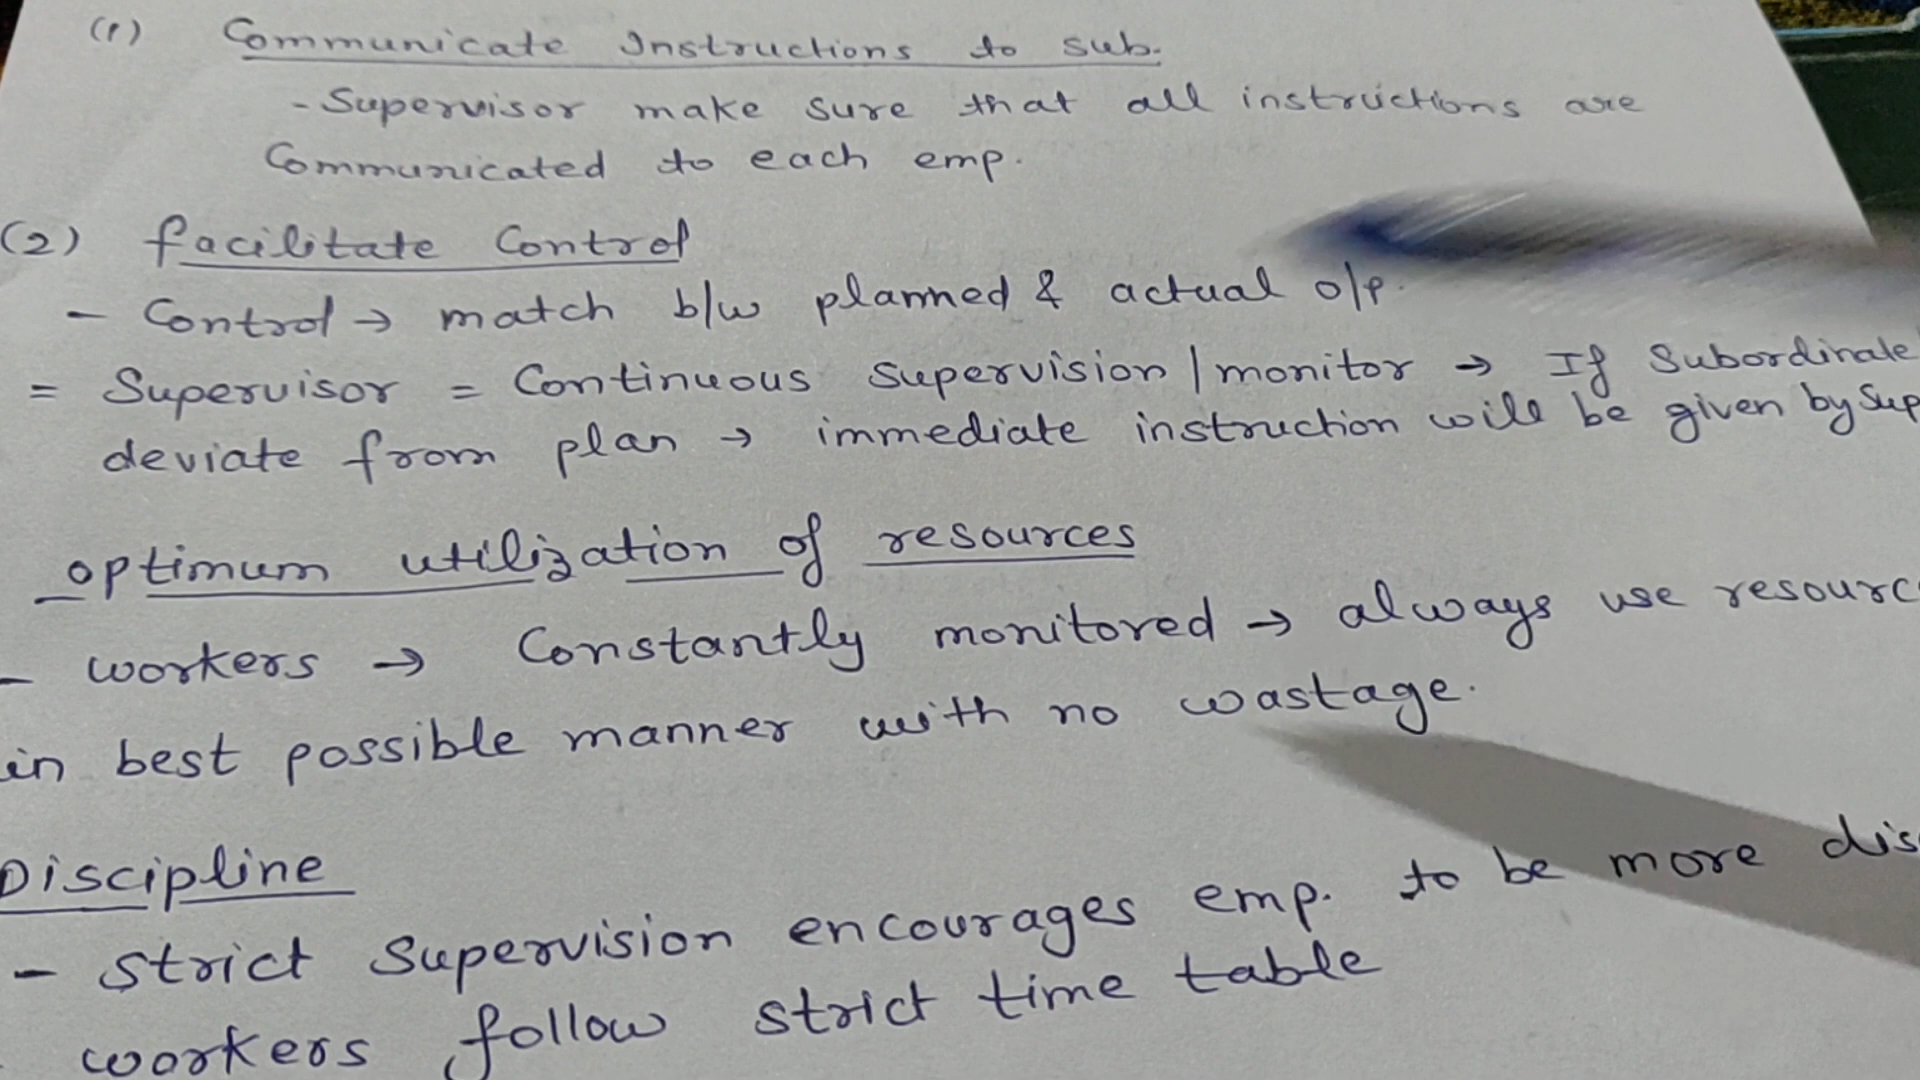 (1) Communicate Instructions to sub.
- Supervisor make sure that all instructions are
Communicated to each emp.
(2) facilitate Control
- Control → match b/w planned & actual o/p.
= Supervisor = Continuous supervision / monitor → If Subordinate
deviate from plan → immediate instruction will be given by Sup
optimum utilization of resources
- workers → Constantly monitored → always use resourc
in best possible manner with no wastage.
Discipline
- strict Supervision encourages emp. to be more dis
workers follow strict time table